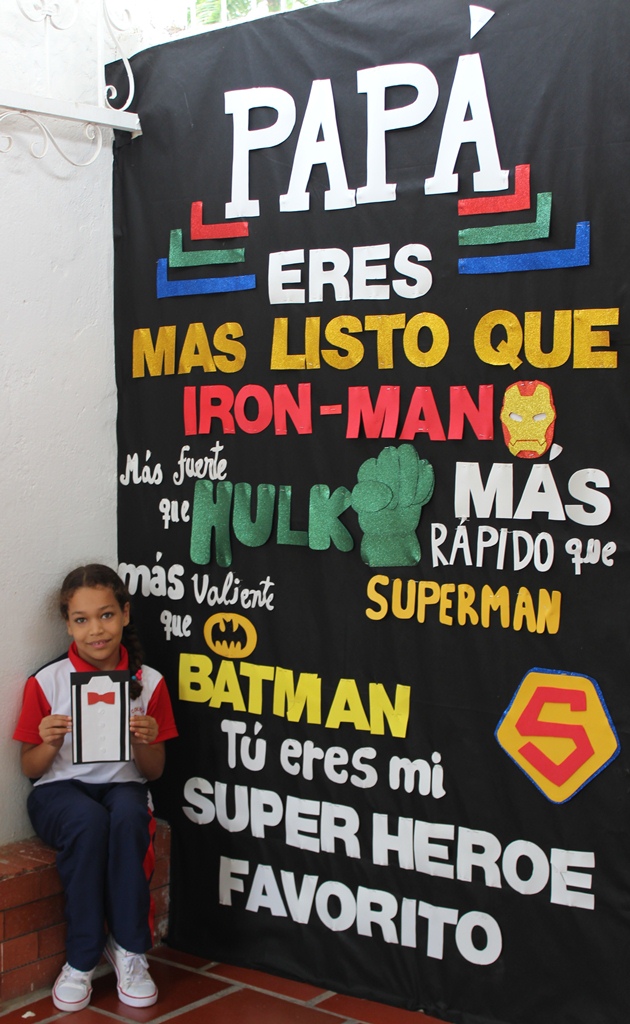 PAPÀ
ERES
MAS LISTO QUE
IRON-MAN
Más fuerte
que HULK
MÁS
RÁPIDO que
SUPERMAN
más valiente
que BATMAN
S
Tú eres mi
SUPER HEROE
FAVORITO